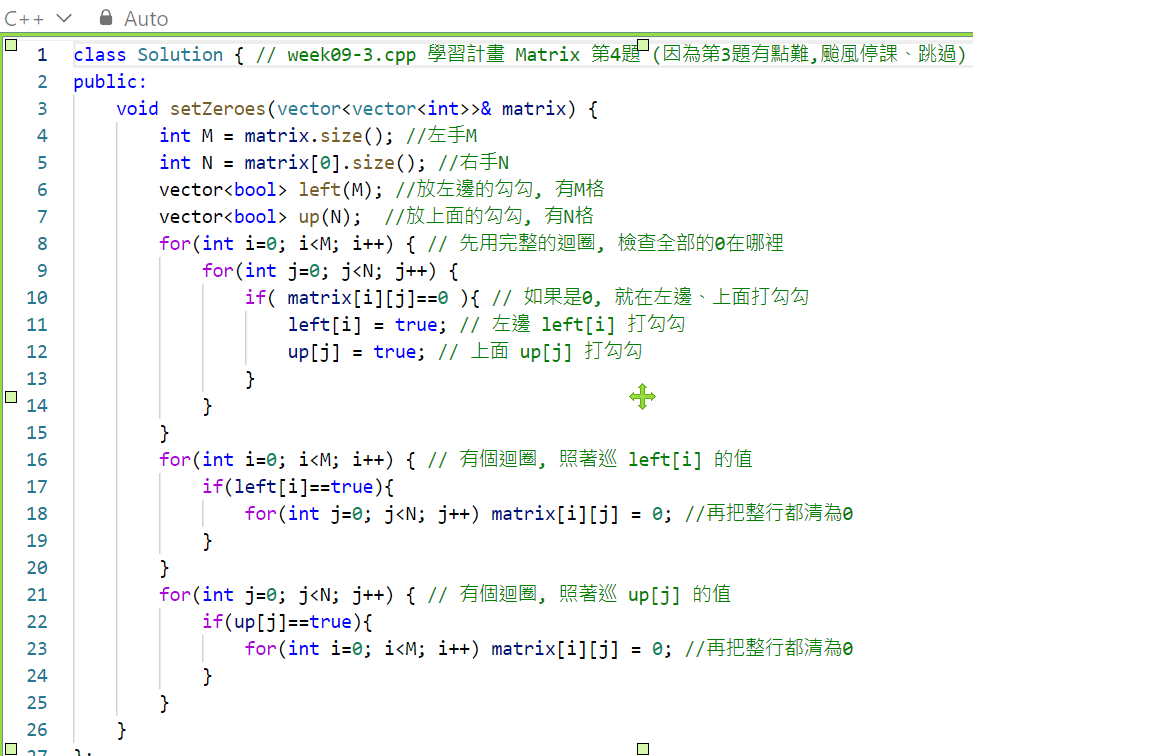 C++ Auto
1 class Solution { // week09-3.cpp 學習計畫 Matrix 第4題 (因為第3題有點難,颱風停課、跳過)
2 public:
3 void setZeroes(vector<vector<int>>& matrix) {
4 int M = matrix.size(); //左手M
5 int N = matrix[0].size(); //右手N
6 vector<bool> left(M); //放左邊的勾勾, 有M格
7 vector<bool> up(N); //放上面的勾勾, 有N格
8 for(int i=0; i<M; i++) { // 先用完整的迴圈, 檢查全部的0在哪裡
9 for(int j=0; j<N; j++) {
10 if( matrix[i][j]==0 ){ // 如果是0, 就在左邊、上面打勾勾
11 left[i] = true; // 左邊 left[i] 打勾勾
12 up[j] = true; // 上面 up[j] 打勾勾
13 }
14 }
15 }
16 for(int i=0; i<M; i++) { // 有個迴圈, 照著巡 left[i] 的值
17 if(left[i]==true){
18 for(int j=0; j<N; j++) matrix[i][j] = 0; //再把整行都清為0
19 }
20 }
21 for(int j=0; j<N; j++) { // 有個迴圈, 照著巡 up[j] 的值
22 if(up[j]==true){
23 for(int i=0; i<M; i++) matrix[i][j] = 0; //再把整行都清為0
24 }
25 }
26 }
27 };